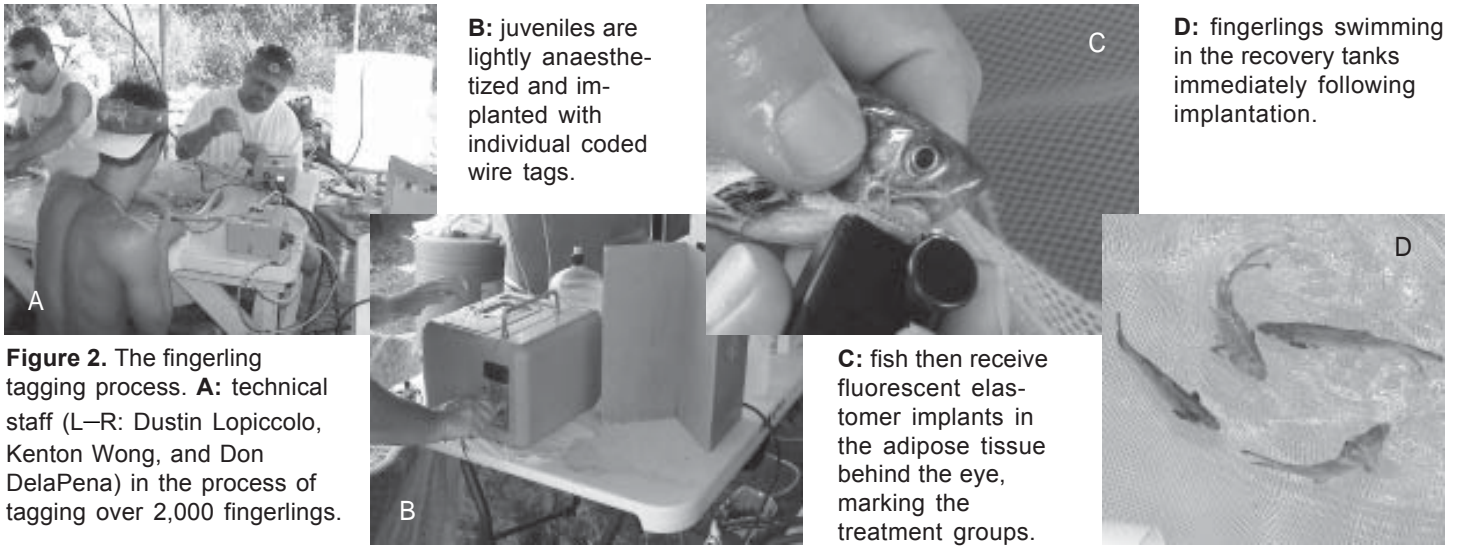 Figure 2. The fingerling
tagging process. A: technical
staff (L—R: Dustin Lopiccolo,
Kenton Wong, and Don
DelaPena) in the process of
tagging over 2,000 fingerlings.
A
B: juveniles are
lightly anaesthe-
tized and im-
planted with
individual coded
wire tags.
B
C
C: fish then receive
fluorescent elas-
tomer implants in
the adipose tissue
behind the eye,
marking the
treatment groups.
D: fingerlings swimming
in the recovery tanks
immediately following
implantation.
D